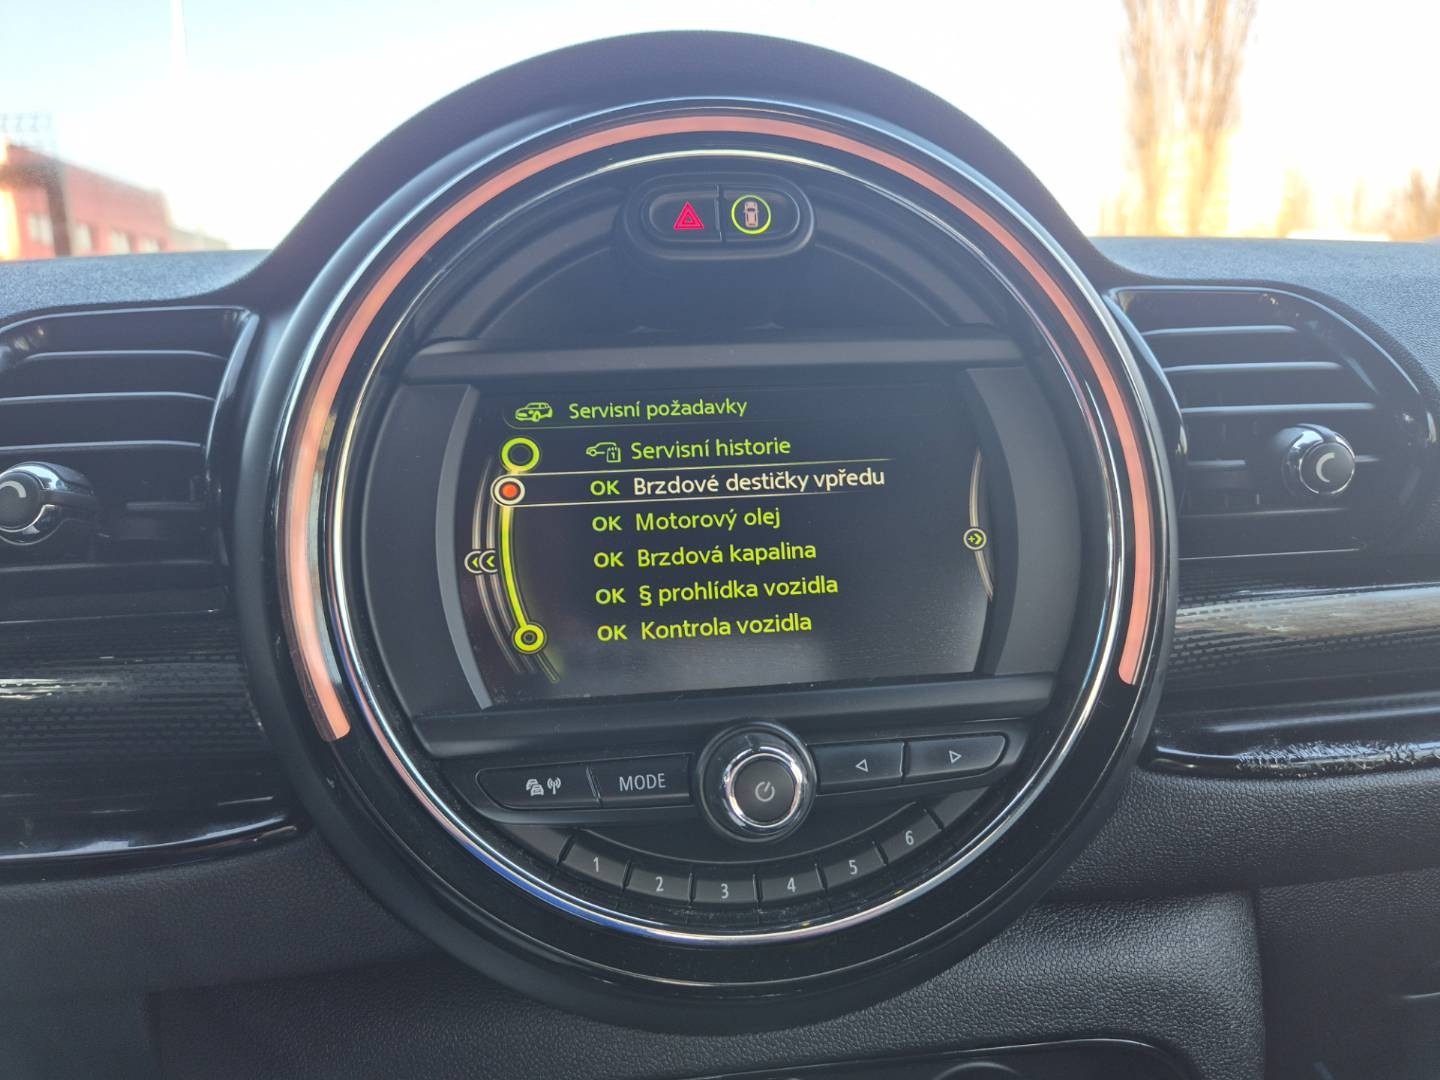 Servisní požadavky
Servisní historie
OK Brzdové destičky vpředu
OK Motorový olej
OK Brzdová kapalina
OK § prohlídka vozidla
OK Kontrola vozidla
MODE
1 2 3 4 5 6